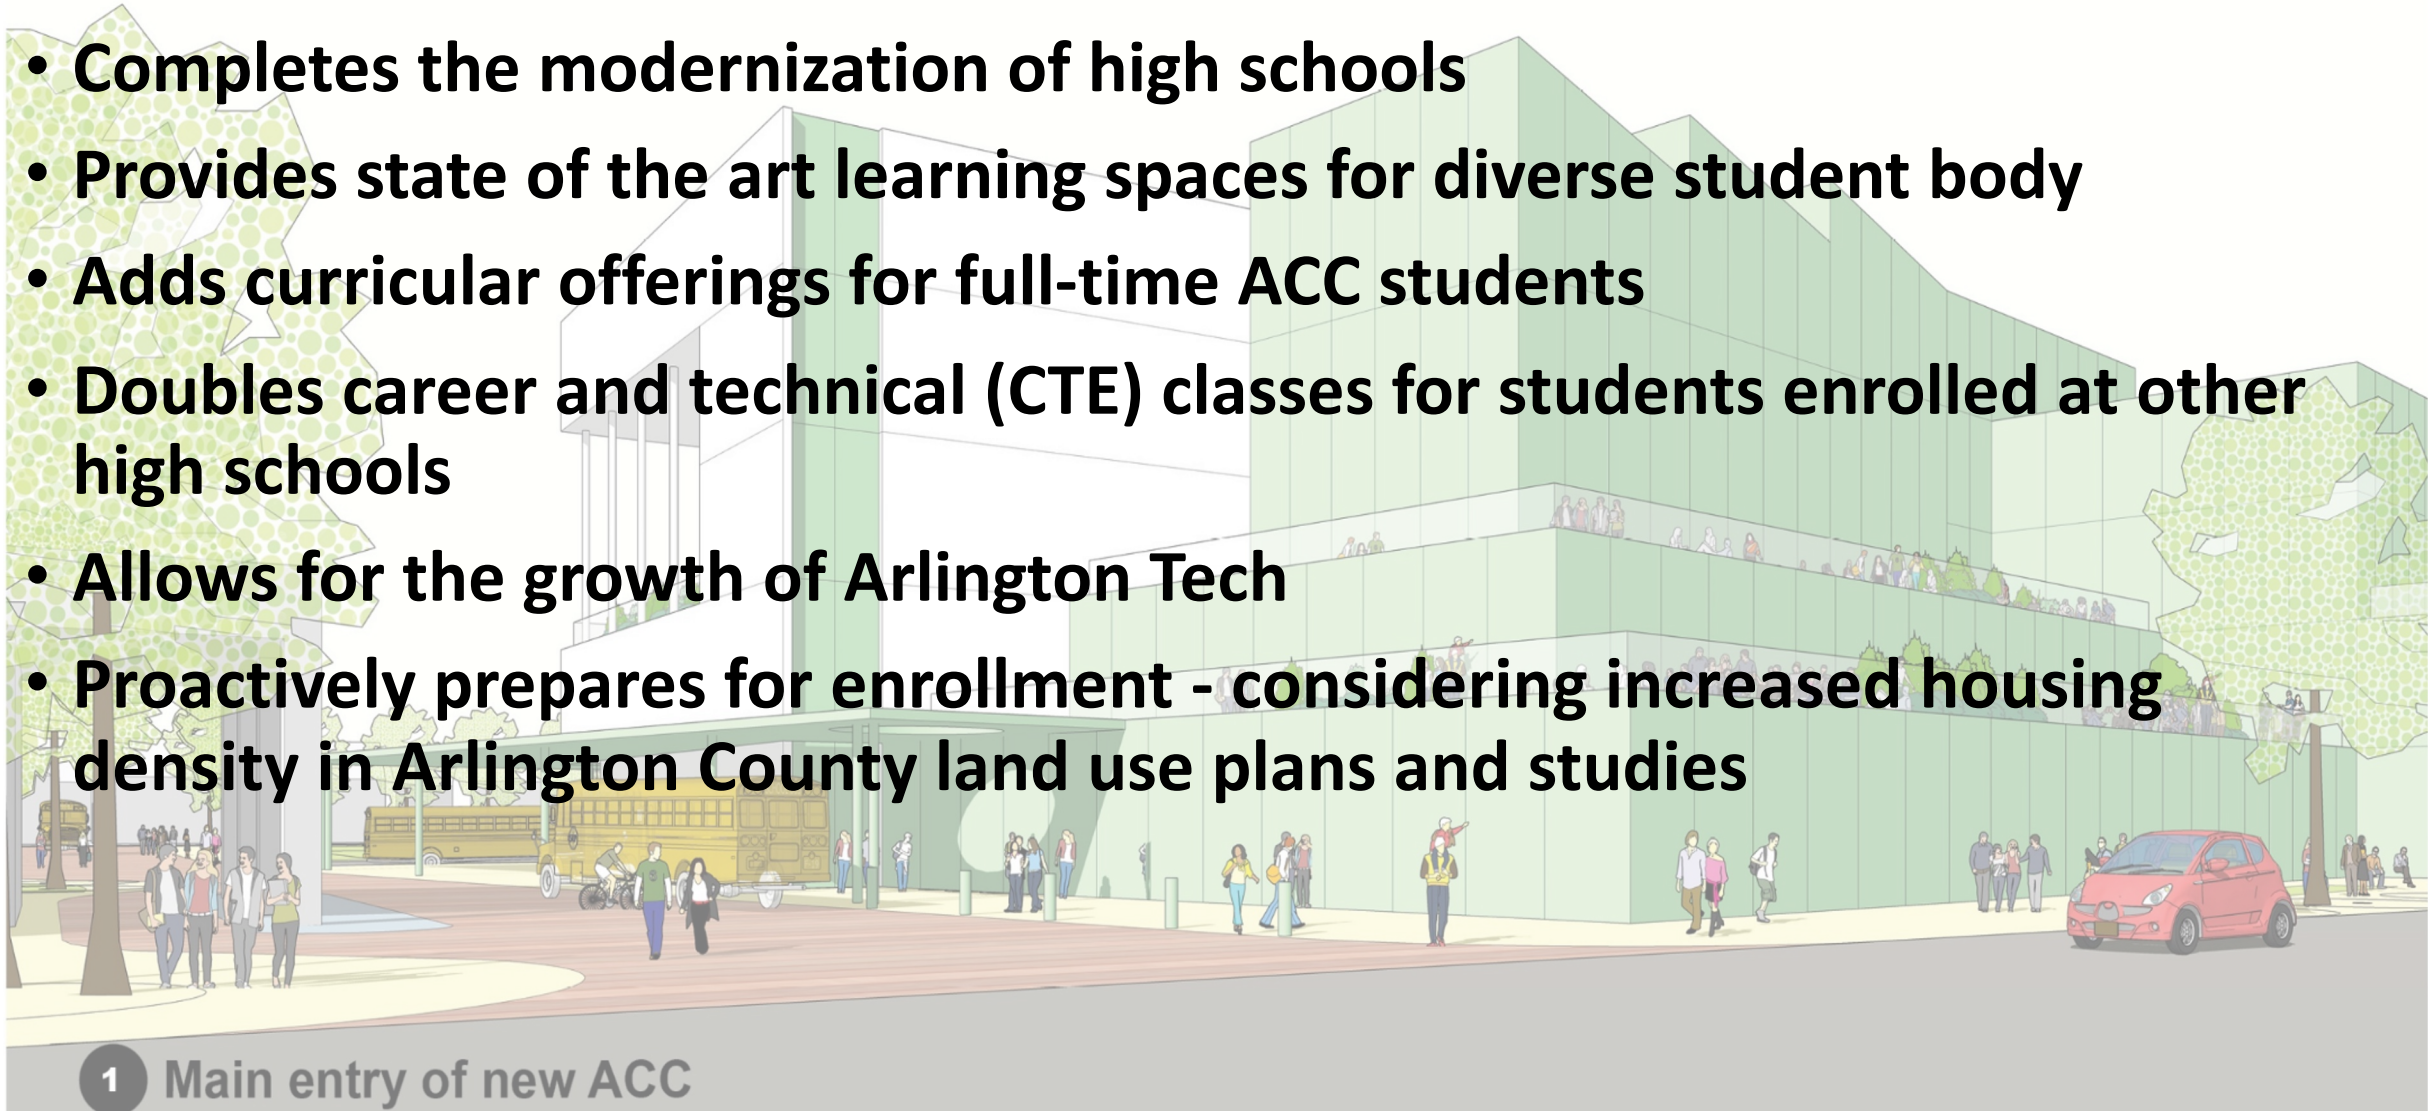 • Completes the modernization of high schools
• Provides state of the art learning spaces for diverse student body
• Adds curricular offerings for full-time ACC students
• Doubles career and technical (CTE) classes for students enrolled at other
high schools
• Allows for the growth of Arlington Tech
• Proactively prepares for enrollment - considering increased housing
density in Arlington County land use plans and studies
1 Main entry of new ACC